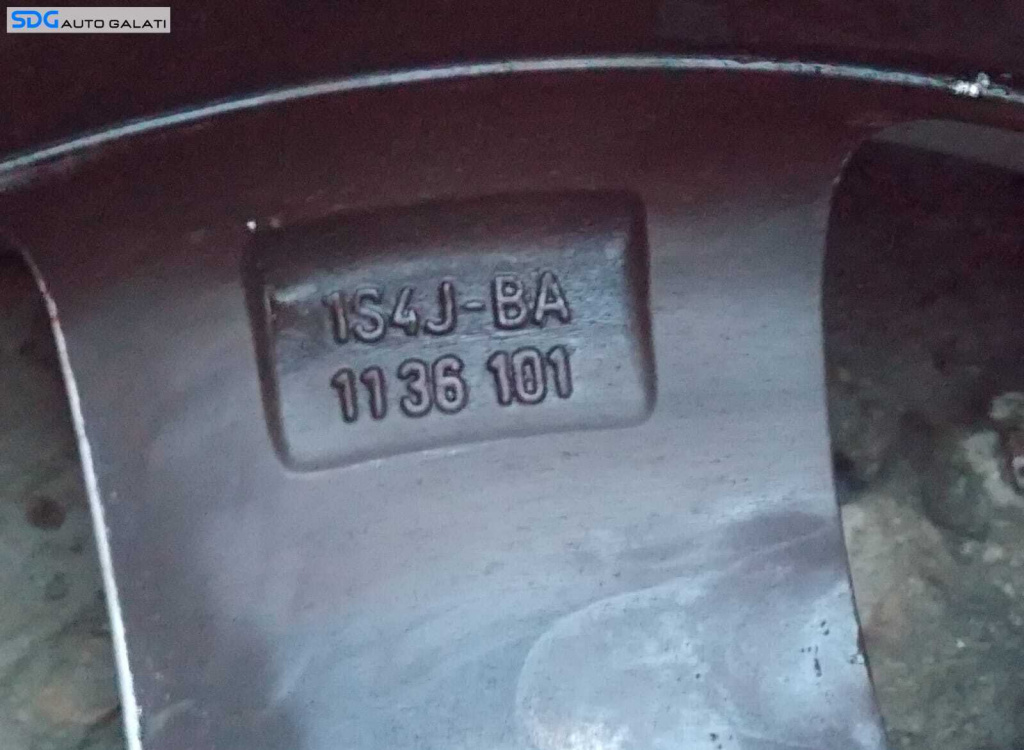 SDG AUTO GALATI
1S4J-BA
1136 101